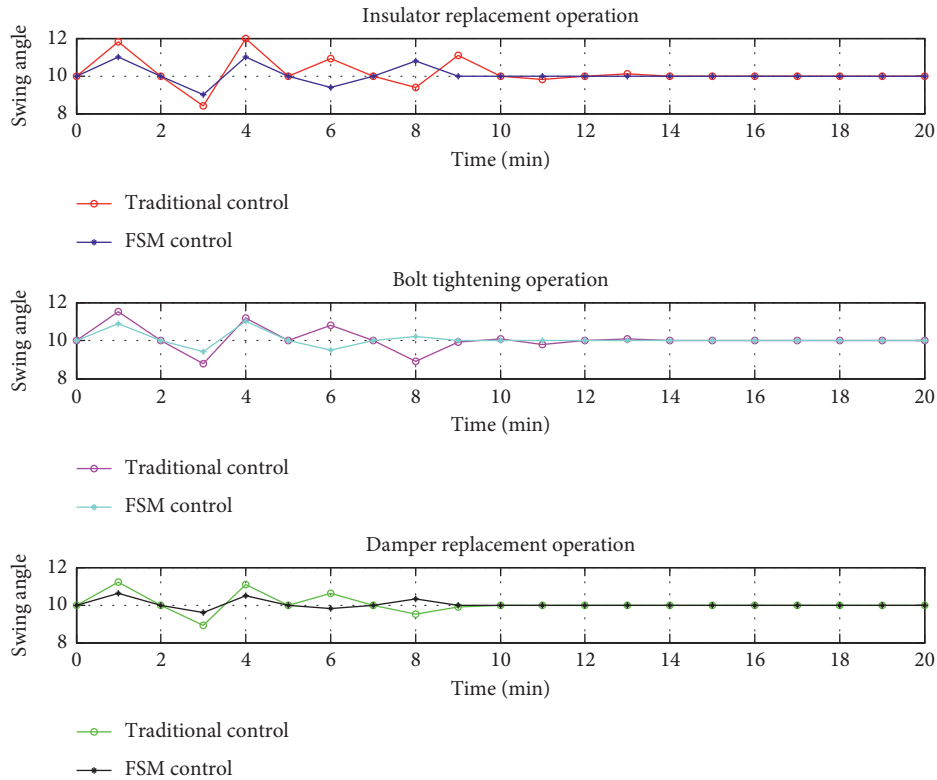 Insulator replacement operation
12
10
8
Swing angle
0 2 4 6 8 10 12 14 16 18 20
Time (min)
Traditional control
FSM control
Bolt tightening operation
12
10
8
Swing angle
0 2 4 6 8 10 12 14 16 18 20
Time (min)
Traditional control
FSM control
Damper replacement operation
12
10
8
Swing angle
0 2 4 6 8 10 12 14 16 18 20
Time (min)
Traditional control
FSM control